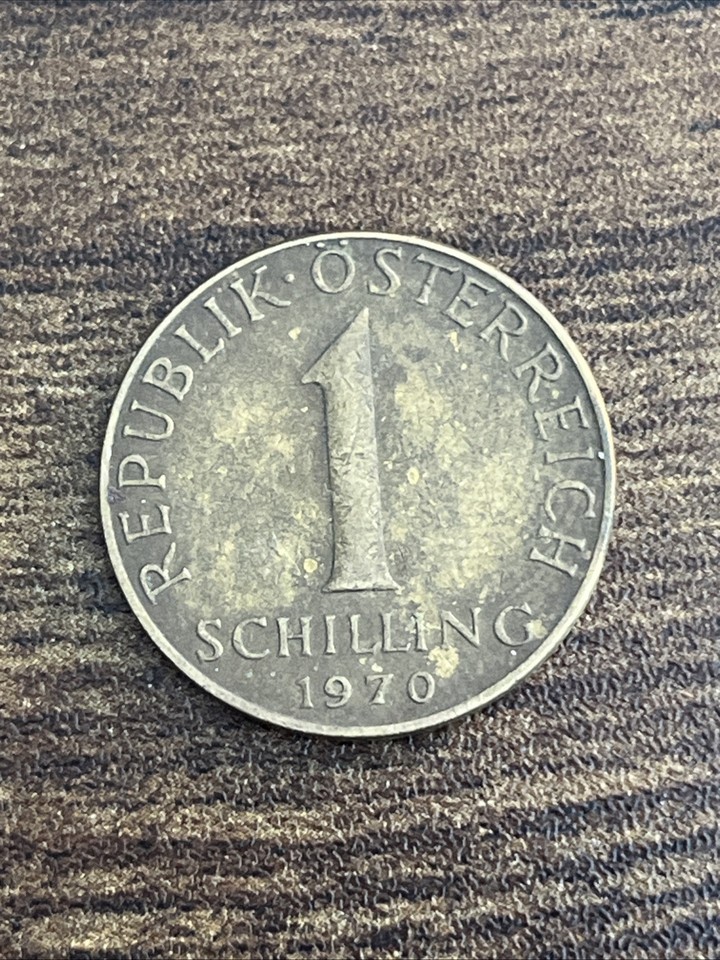 REPUBLIK · ÖSTERREICH
1
SCHILLING
1970